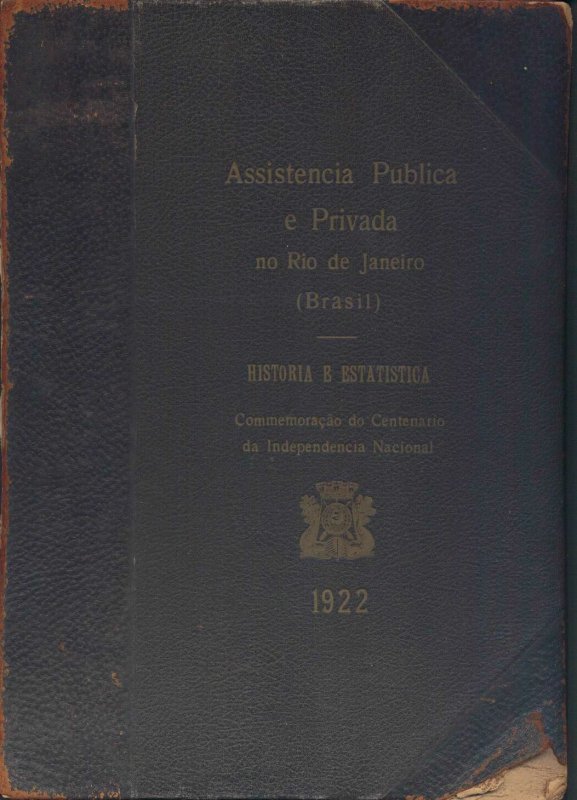 Assistencia Publica
e Privada
no Rio de Janeiro
(Brasil)
HISTORIA E ESTATISTICA
Commemoração do Centenario
da Independencia Nacional
1922